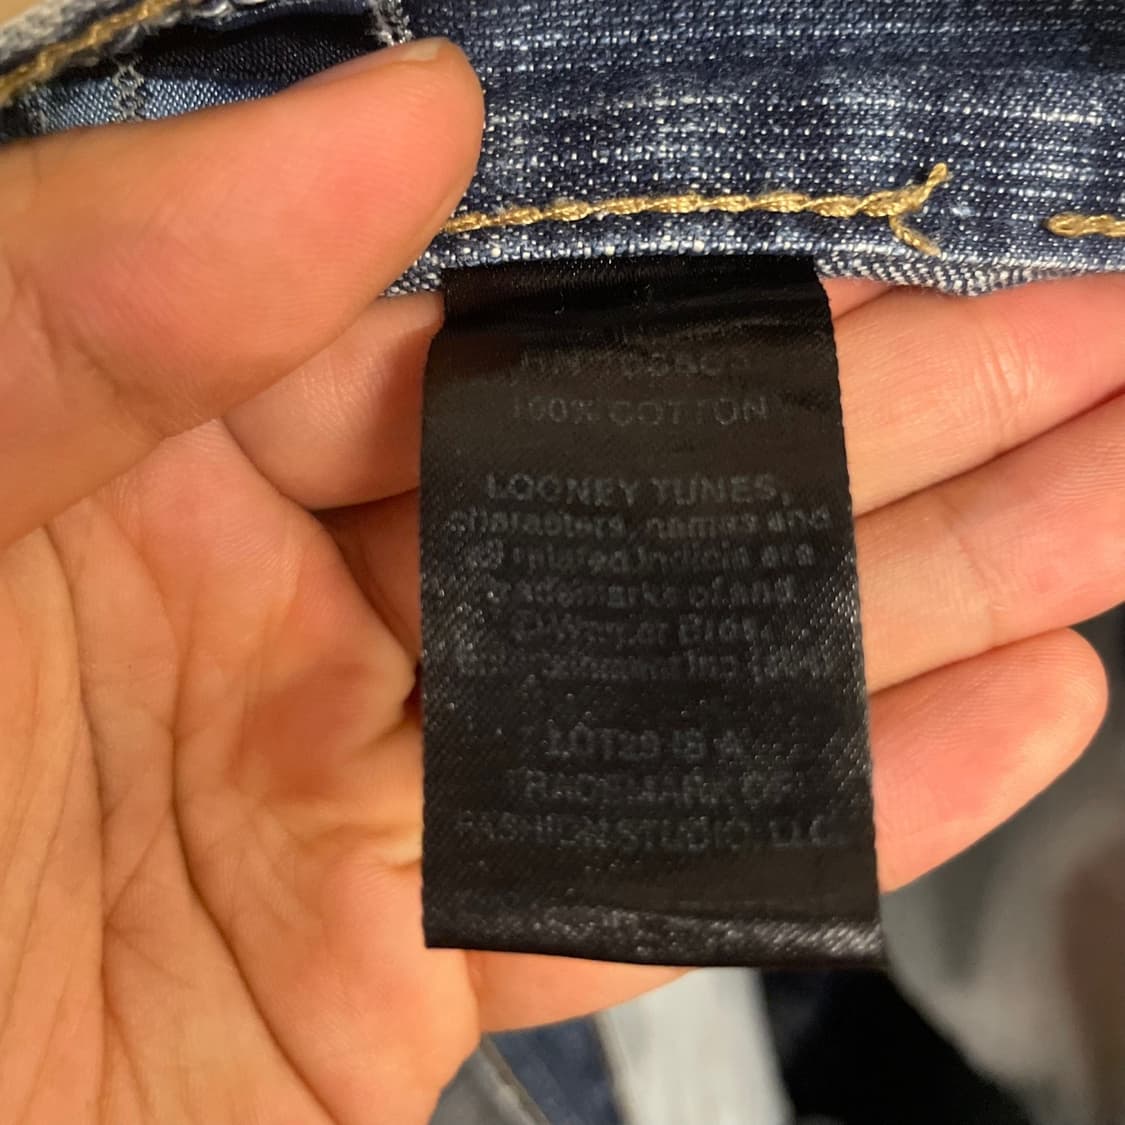 100% COTTON
LOONEY TUNES,
characters, names and
related indicia are
trademarks of and
© Warner Bros.
LOT29 IS A
TRADEMARK OF
FASHION STUDIO, LLC